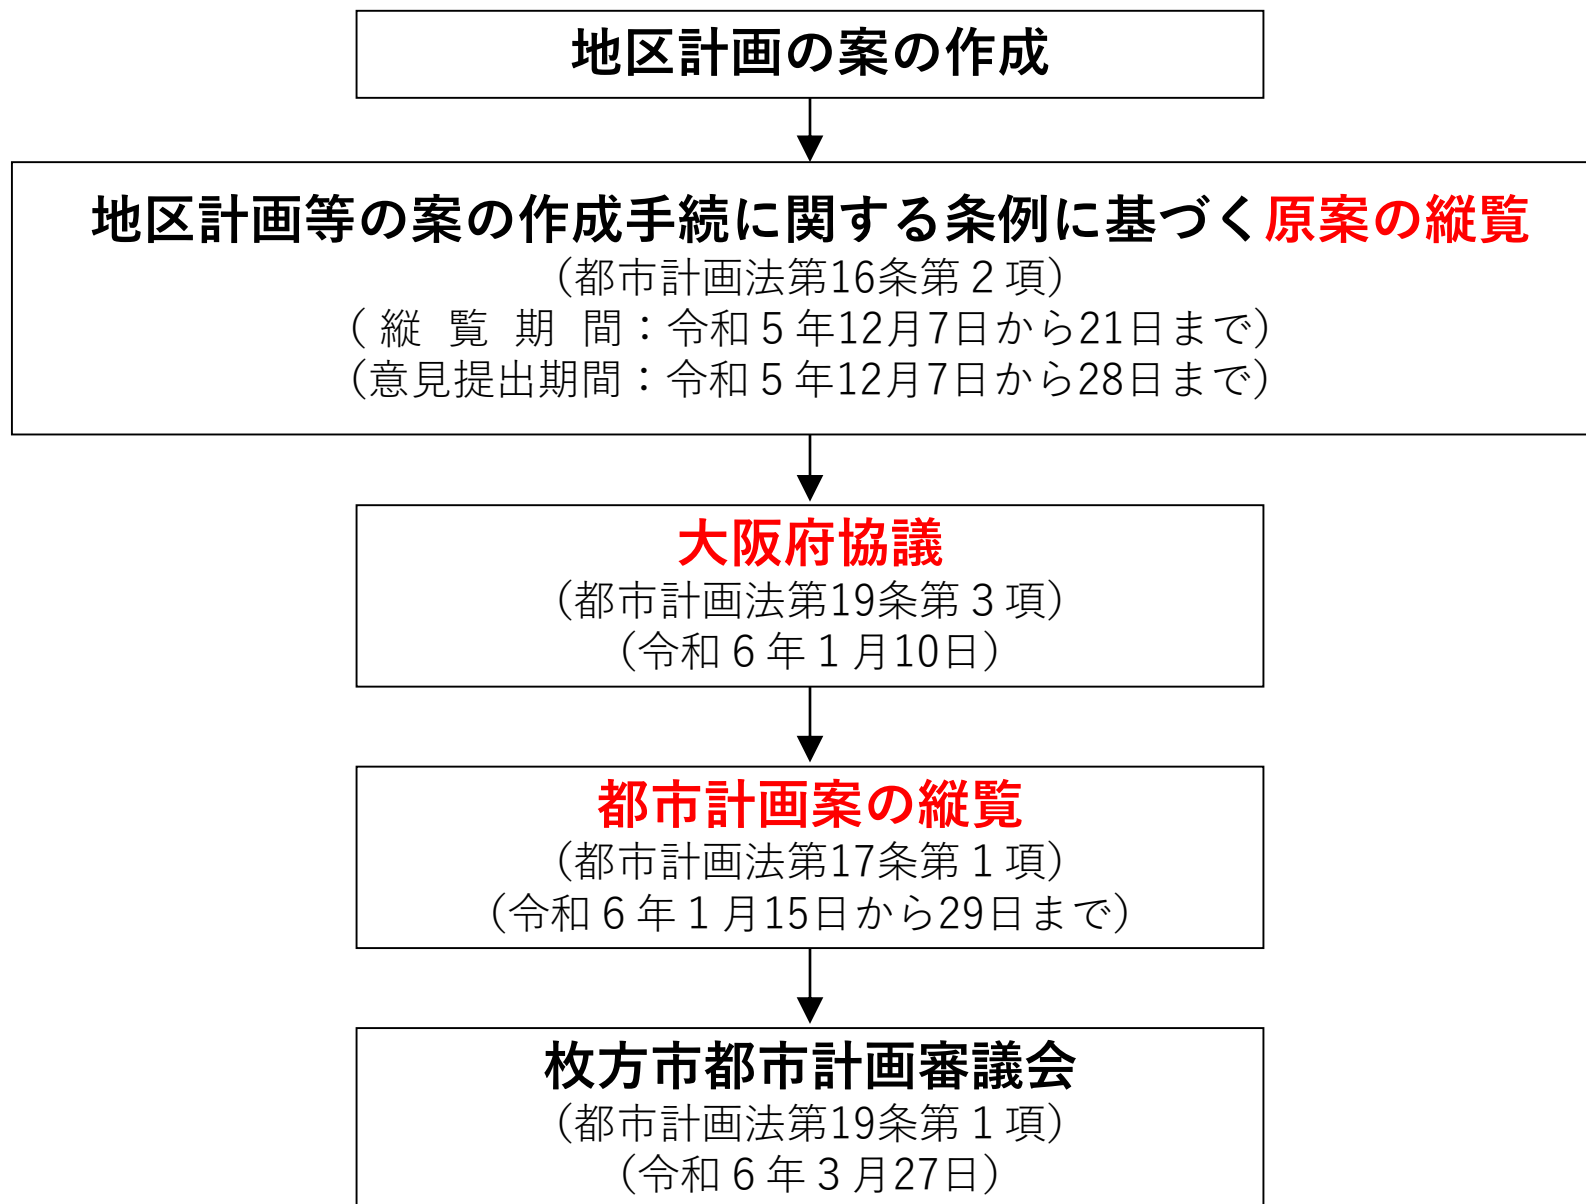 地区計画の案の作成
地区計画等の案の作成手続に関する条例に基づく原案の縦覧
（都市計画法第16条第２項）
（縦 覧 期 間：令和５年12月7日から21日まで）
（意見提出期間：令和５年12月7日から28日まで）
大阪府協議
（都市計画法第19条第３項）
（令和６年１月10日）
都市計画案の縦覧
（都市計画法第17条第１項）
（令和６年１月15日から29日まで）
枚方市都市計画審議会
（都市計画法第19条第１項）
（令和６年３月27日）